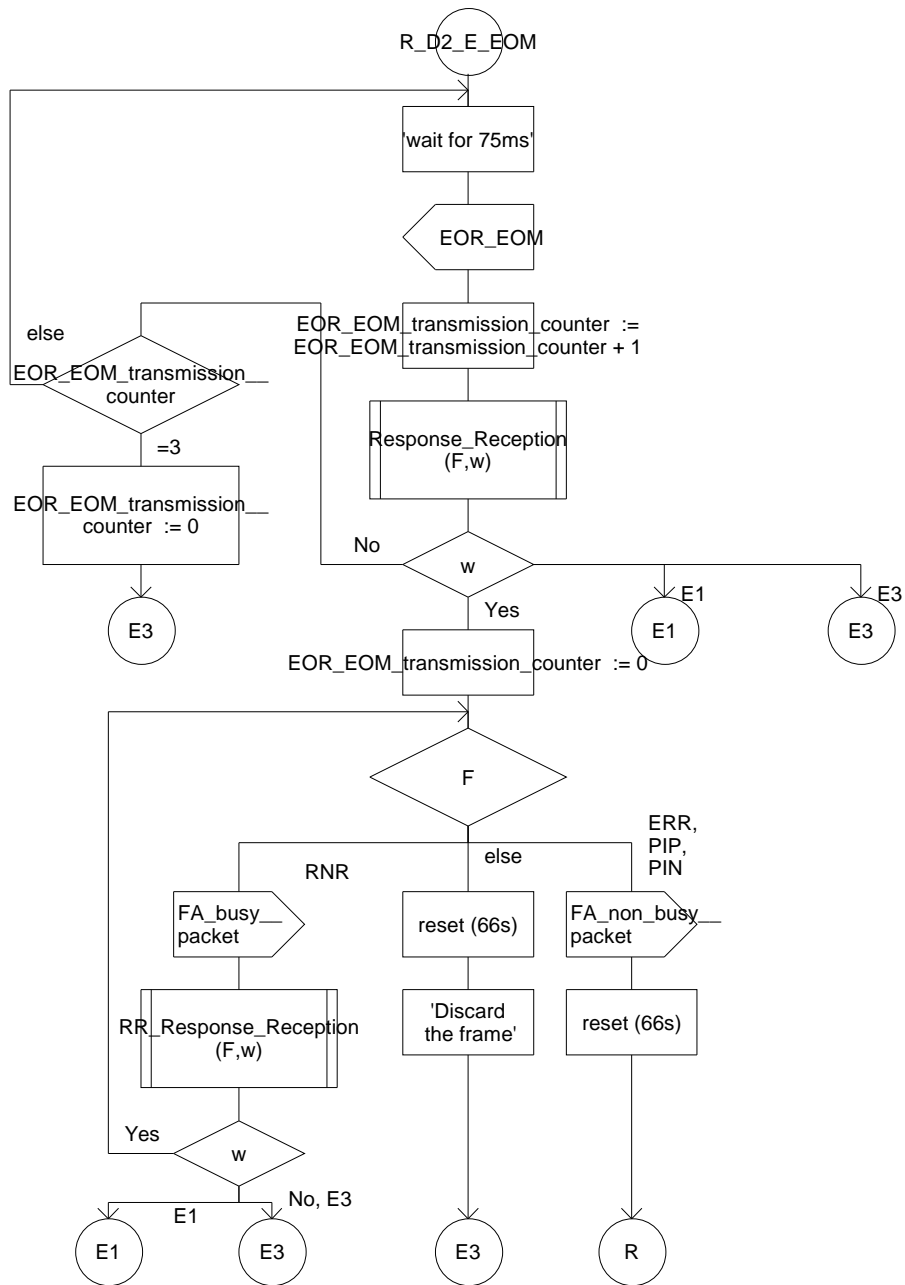 R_D2_E_EOM
'wait for 75ms'
EOR_EOM
EOR_EOM_transmission_counter :=
EOR_EOM_transmission_counter + 1
else
EOR_EOM_transmission__
counter
=3
Response_Reception
(F,w)
EOR_EOM_transmission__
counter := 0
No
w
E1
E3
Yes
E3
E1
E3
EOR_EOM_transmission_counter := 0
F
ERR,
PIP,
PIN
else
RNR
FA_busy__
packet
reset (66s)
FA_non_busy__
packet
RR_Response_Reception
(F,w)
'Discard
the frame'
reset (66s)
Yes
w
No, E3
E1
E1
E3
E3
R